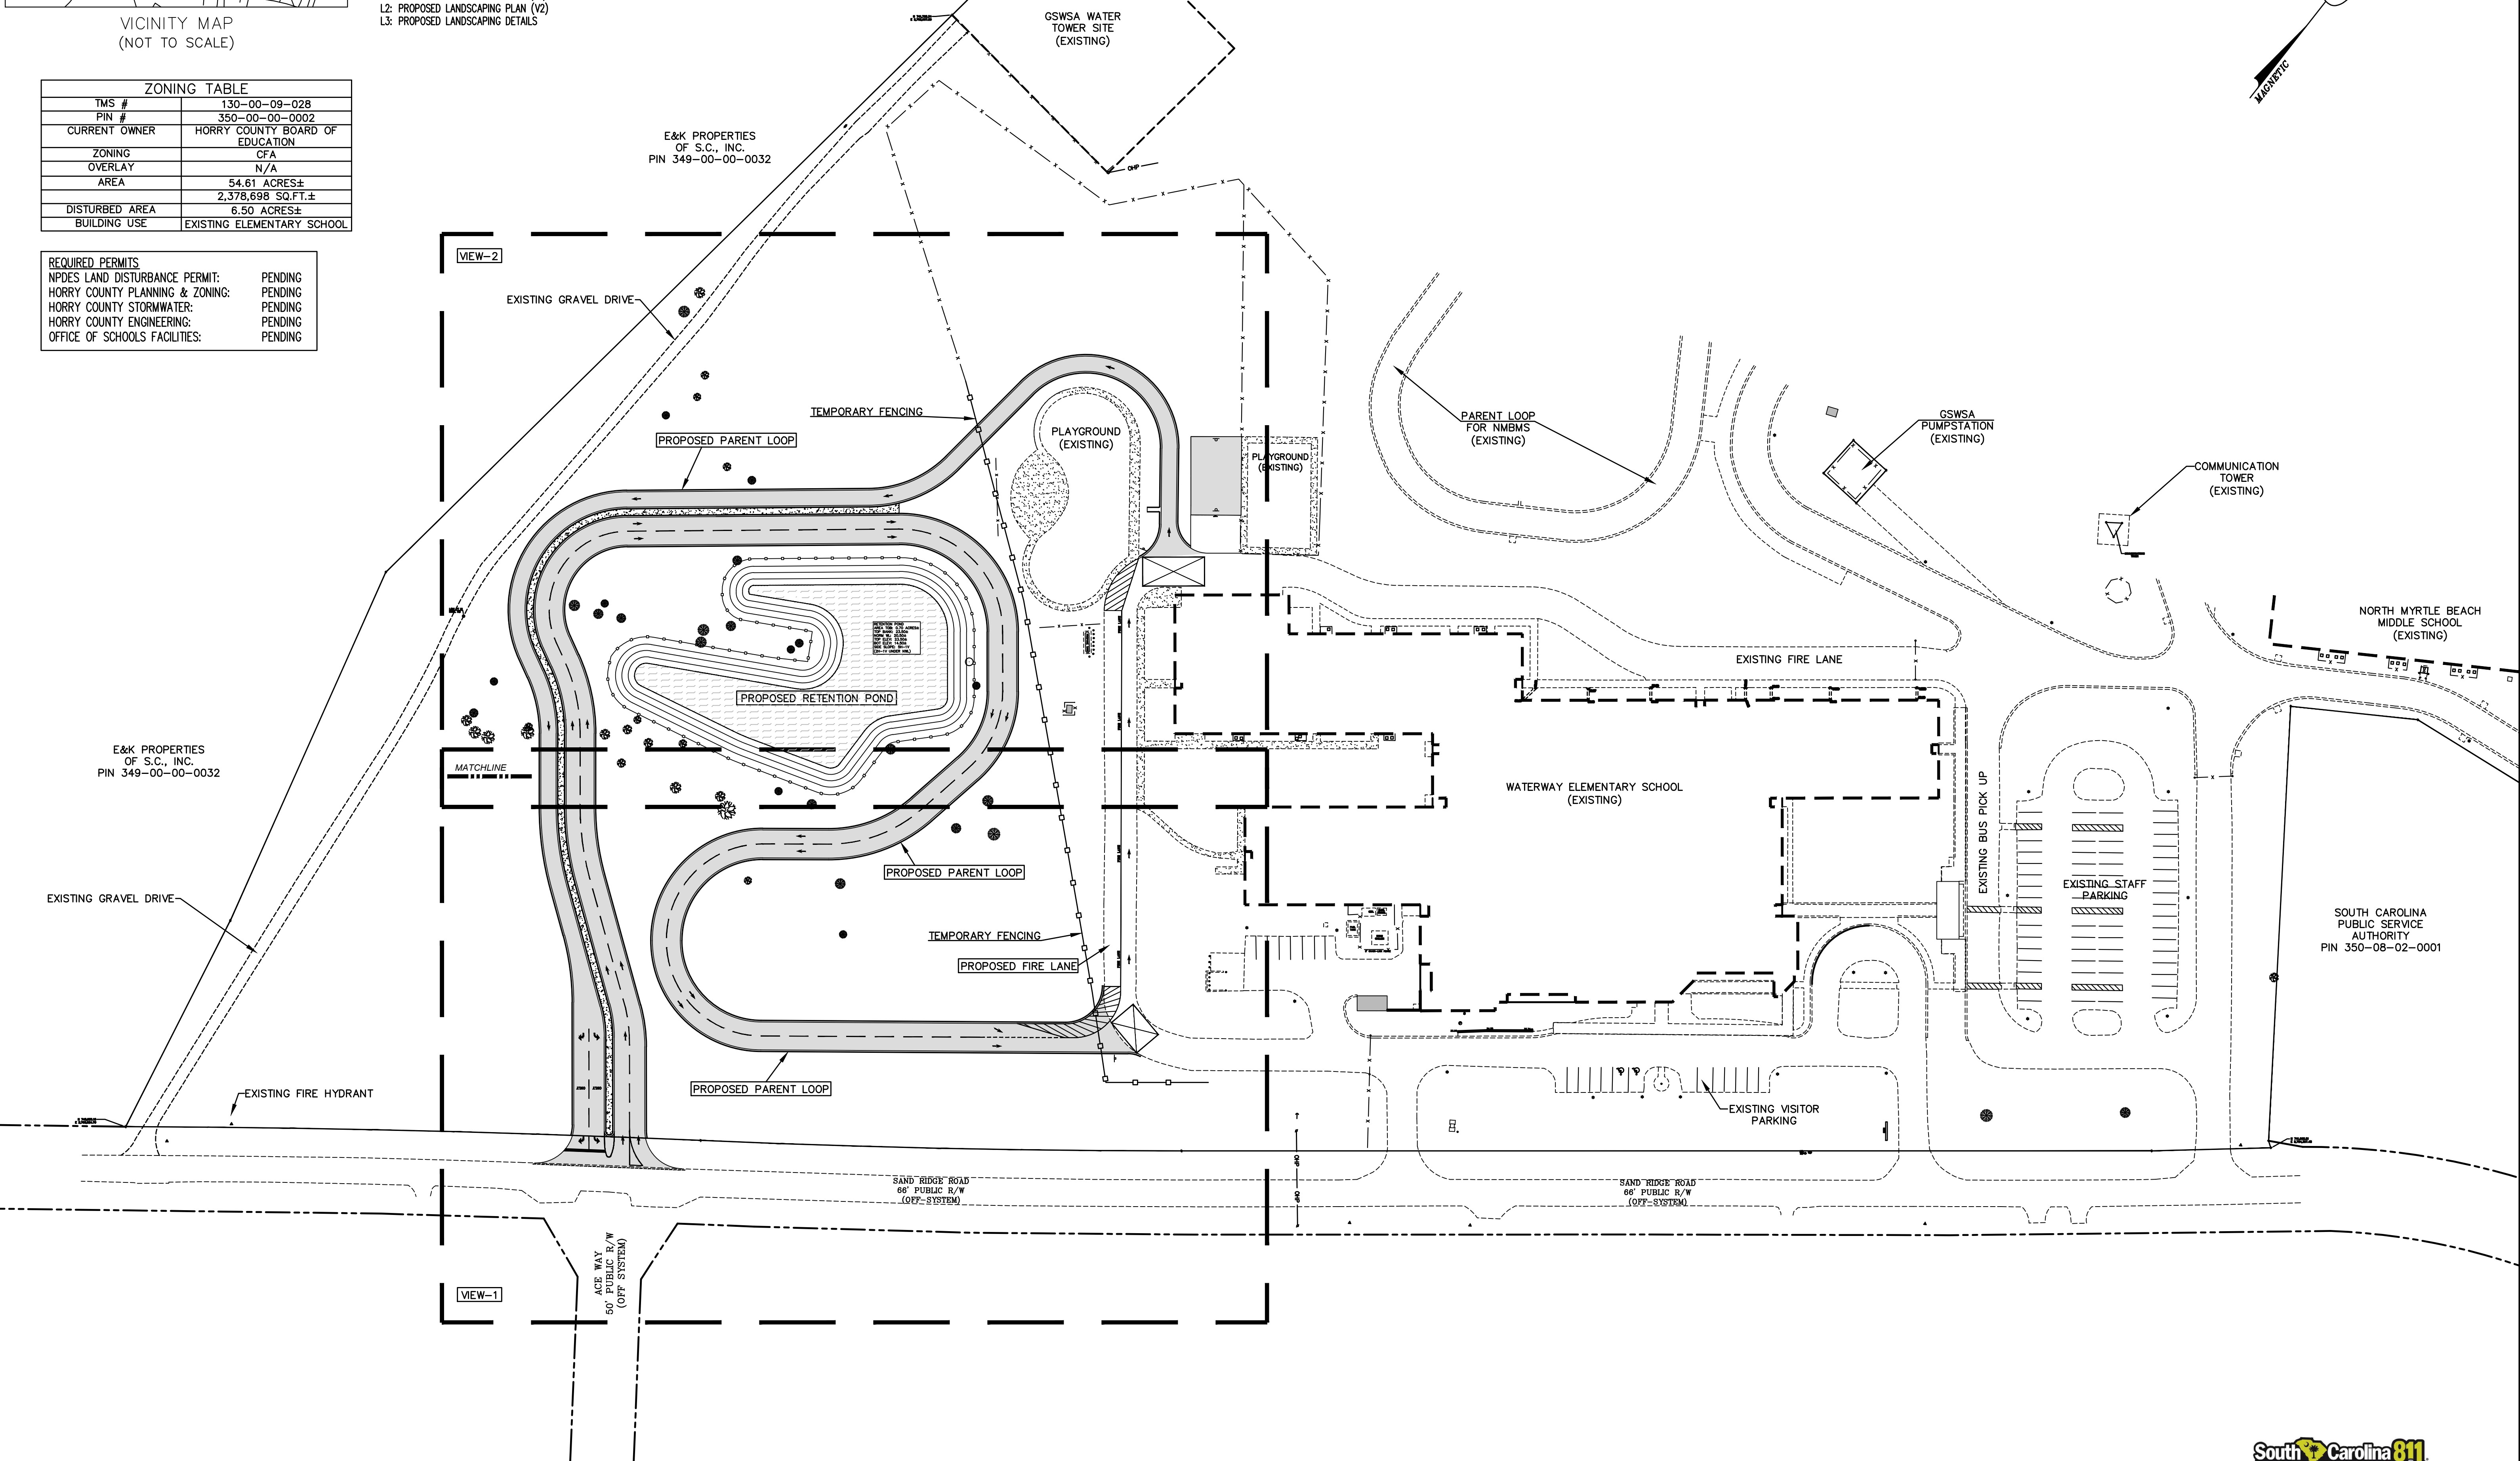 VICINITY MAP
(NOT TO SCALE)
L2: PROPOSED LANDSCAPING PLAN (V2)
L3: PROPOSED LANDSCAPING DETAILS
ZONING TABLE
TMS # 130-00-09-028
PIN # 350-00-00-0002
CURRENT OWNER HORRY COUNTY BOARD OF
EDUCATION
ZONING CFA
OVERLAY N/A
AREA 54.61 ACRES±
2,378,698 SQ.FT.±
DISTURBED AREA 6.50 ACRES±
BUILDING USE EXISTING ELEMENTARY SCHOOL
REQUIRED PERMITS
NPDES LAND DISTURBANCE PERMIT: PENDING
HORRY COUNTY PLANNING & ZONING: PENDING
HORRY COUNTY STORMWATER: PENDING
HORRY COUNTY ENGINEERING: PENDING
OFFICE OF SCHOOLS FACILITIES: PENDING
GSWSA WATER
TOWER SITE
(EXISTING)
MAGNETIC
E&K PROPERTIES
OF S.C., INC.
PIN 349-00-00-0032
OHP
VIEW-2
EXISTING GRAVEL DRIVE
TEMPORARY FENCING
PROPOSED PARENT LOOP
PLAYGROUND
(EXISTING)
PLAYGROUND
(EXISTING)
PARENT LOOP
FOR NMBMS
(EXISTING)
GSWSA
PUMPSTATION
(EXISTING)
COMMUNICATION
TOWER
(EXISTING)
NORTH MYRTLE BEACH
MIDDLE SCHOOL
(EXISTING)
EXISTING FIRE LANE
RETENTION POND
PROPOSED RETENTION POND
E&K PROPERTIES
OF S.C., INC.
PIN 349-00-00-0032
MATCHLINE
WATERWAY ELEMENTARY SCHOOL
(EXISTING)
EXISTING BUS PICK UP
EXISTING STAFF
PARKING
PROPOSED PARENT LOOP
EXISTING GRAVEL DRIVE
TEMPORARY FENCING
PROPOSED FIRE LANE
SOUTH CAROLINA
PUBLIC SERVICE
AUTHORITY
PIN 350-08-02-0001
PROPOSED PARENT LOOP
EXISTING FIRE HYDRANT
EXISTING VISITOR
PARKING
OHP
OHP
SAND RIDGE ROAD
66' PUBLIC R/W
(OFF-SYSTEM)
SAND RIDGE ROAD
66' PUBLIC R/W
(OFF-SYSTEM)
ACE WAY
50' PUBLIC R/W
(OFF SYSTEM)
VIEW-1
South Carolina 811